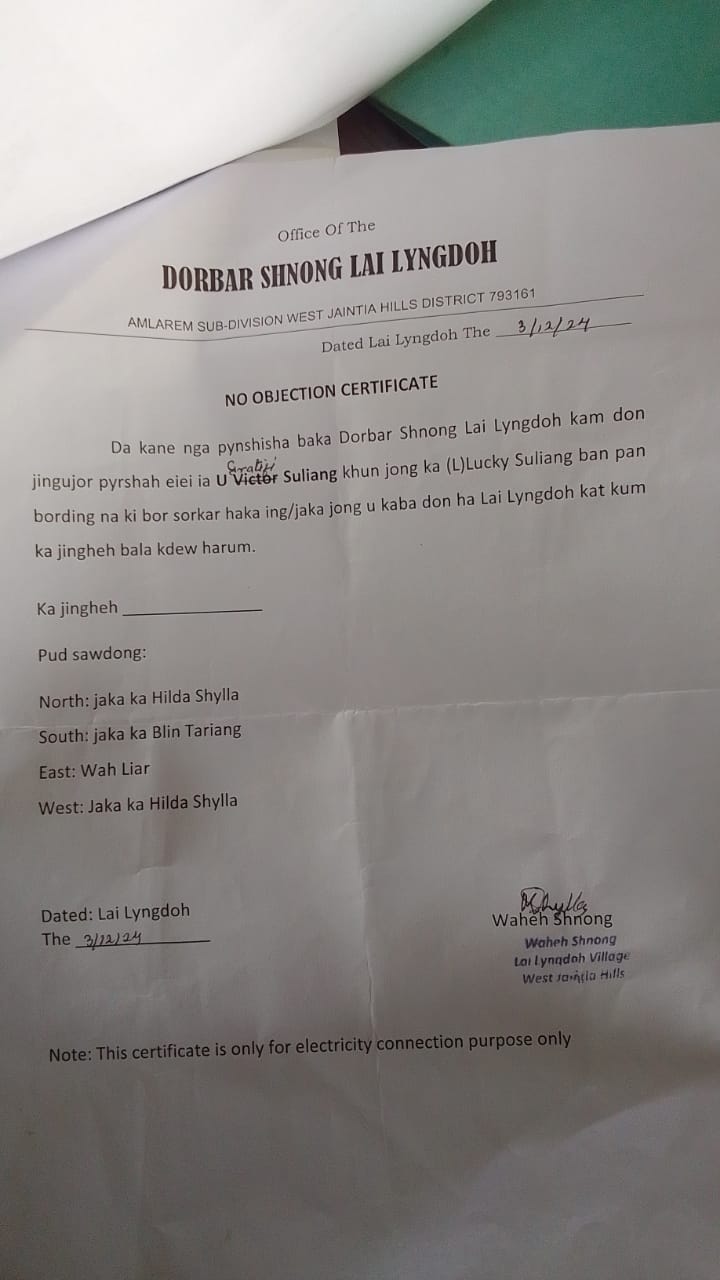 Office Of The
DORBAR SHNONG LAI LYNGDOH
AMLAREM SUB-DIVISION WEST JAINTIA HILLS DISTRICT 793161
Dated Lai Lyngdoh The 3/12/24
NO OBJECTION CERTIFICATE
Da kane nga pynshisha baka Dorbar Shnong Lai Lyngdoh kam don
jingujor pyrshah eiei ia U Victor Suliang khun jong ka (L)Lucky Suliang ban pan
bording na ki bor sorkar haka ing/jaka jong u kaba don ha Lai Lyngdoh kat kum
ka jingheh bala kdew harum.
Ka jingheh
Pud sawdong:
North: jaka ka Hilda Shylla
South: jaka ka Blin Tariang
East: Wah Liar
West: Jaka ka Hilda Shylla
Dated: Lai Lyngdoh
The 3/12/24
Waheh Shnong
Waheh Shnong
Lai Lyngdoh Village
West Jaintia Hills
Note: This certificate is only for electricity connection purpose only